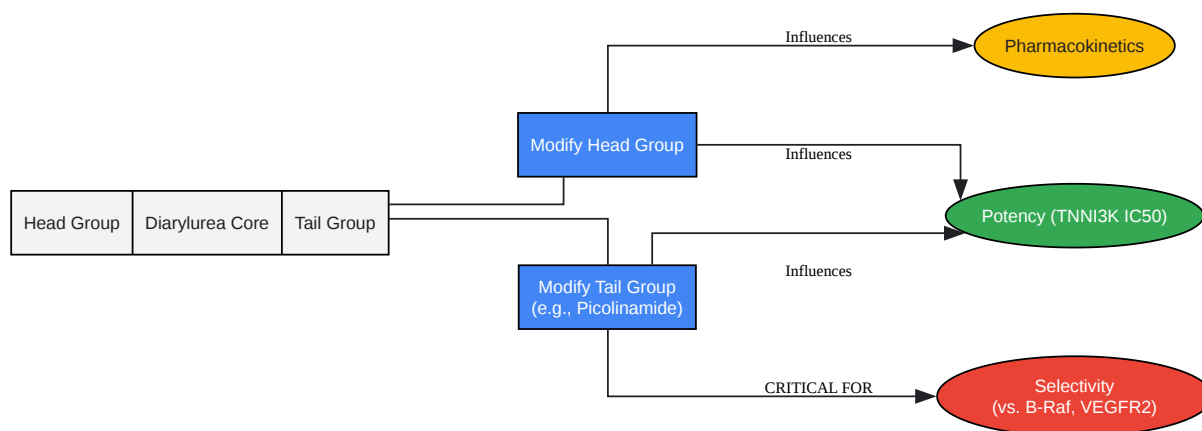 Influences
Pharmacokinetics
Modify Head Group
Influences
Head Group
Diarylurea Core
Tail Group
Potency (TNNI3K IC50)
Influences
Modify Tail Group
(e.g., Picolinamide)
CRITICAL FOR
Selectivity
(vs. B-Raf, VEGFR2)